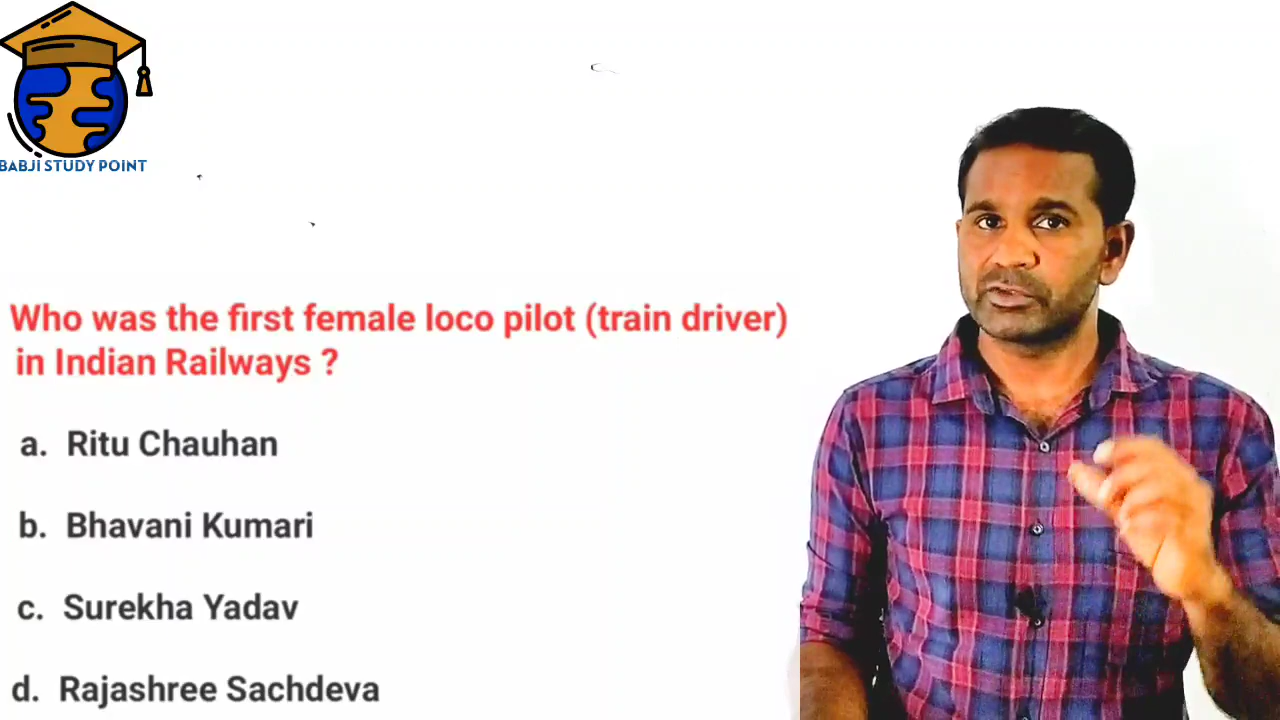 BABJI STUDY POINT
Who was the first female loco pilot (train driver)
in Indian Railways ?
a. Ritu Chauhan
b. Bhavani Kumari
c. Surekha Yadav
d. Rajashree Sachdeva